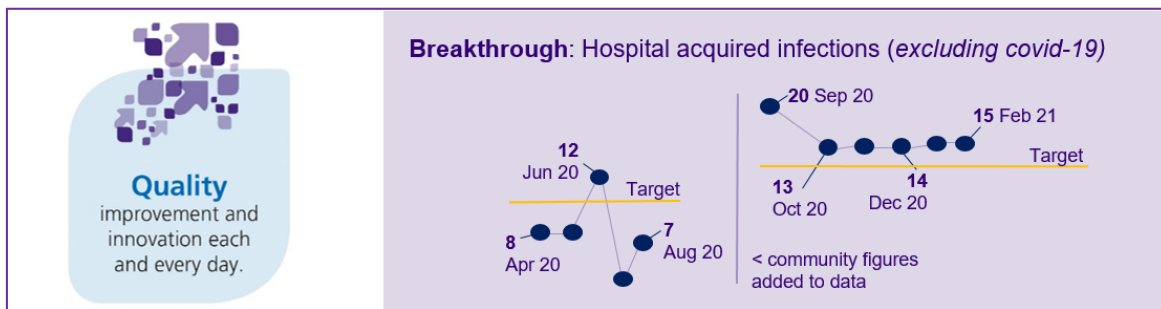 Quality
improvement and
innovation each
and every day.
Breakthrough: Hospital acquired infections (excluding covid-19)
12
Jun 20
Target
8
Apr 20
7
Aug 20
20 Sep 20
15 Feb 21
Target
13
Oct 20
14
Dec 20
< community figures
added to data